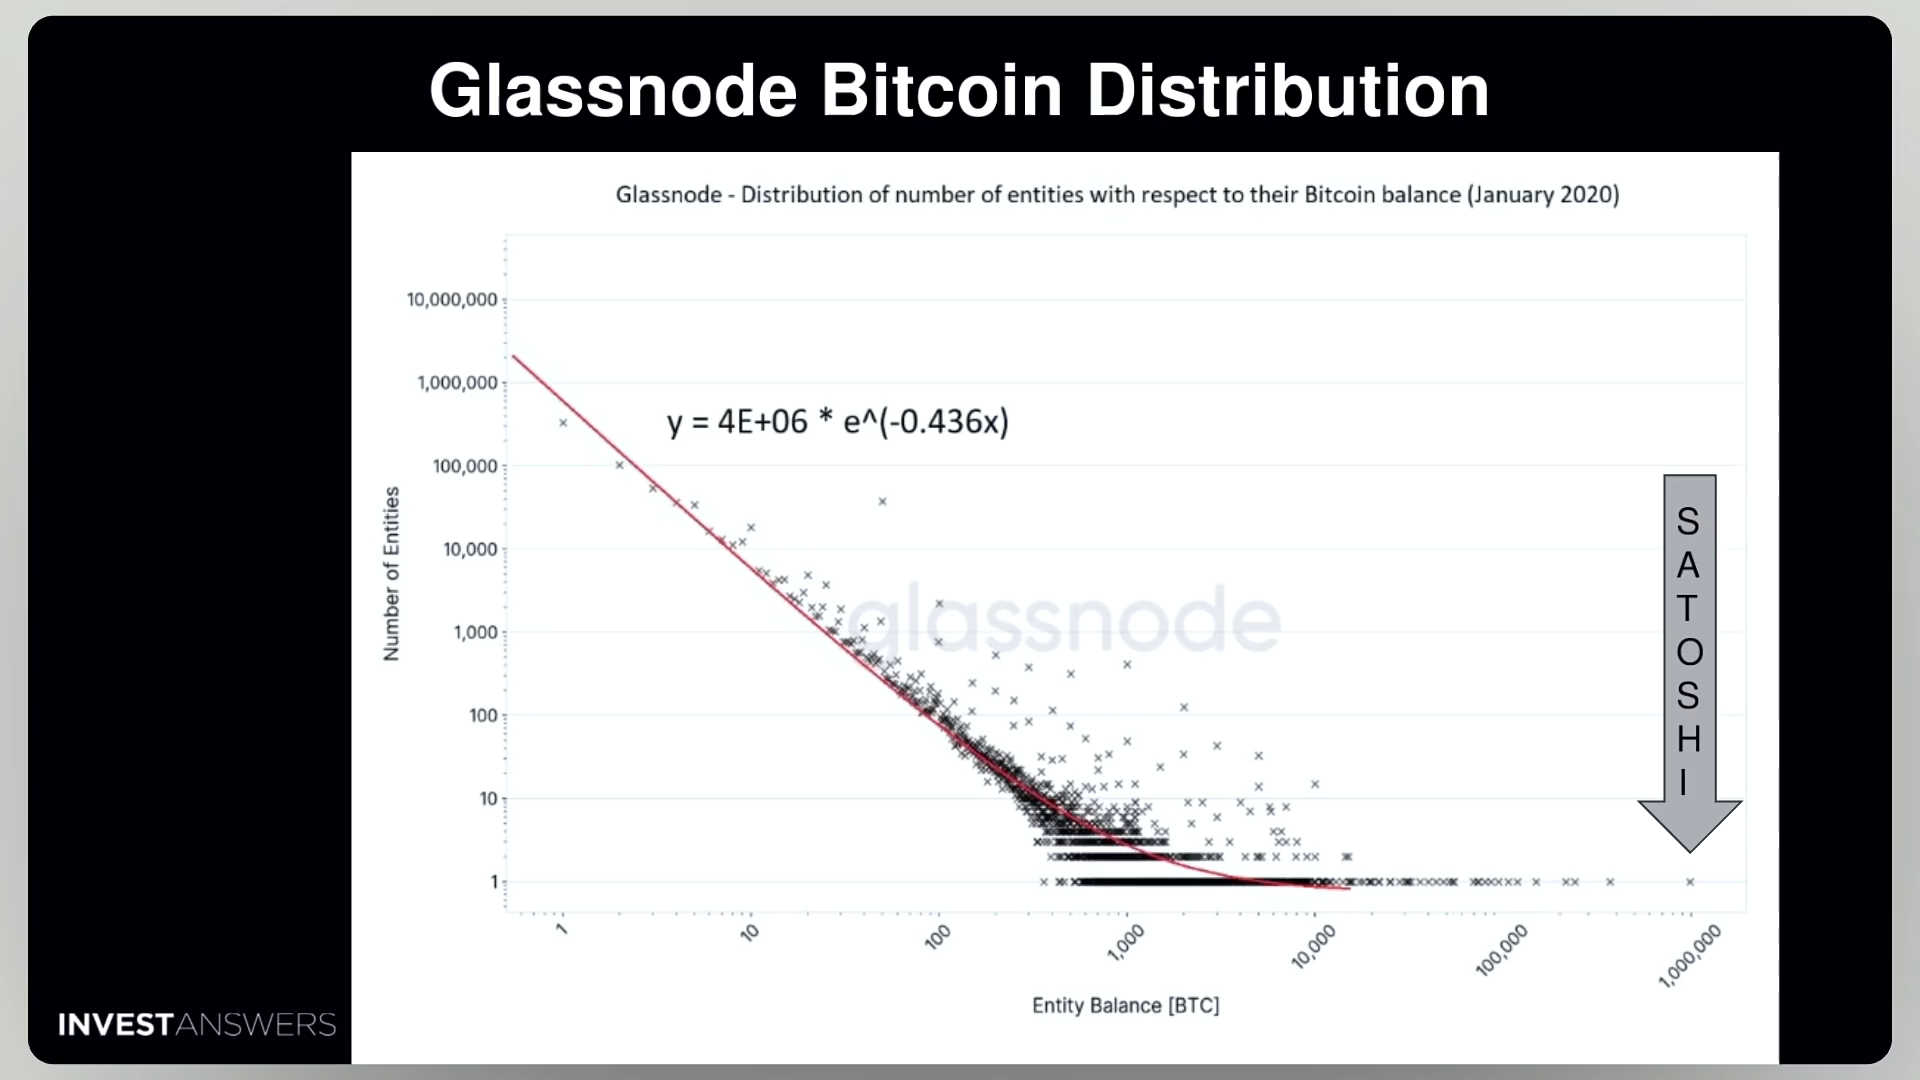 Glassnode Bitcoin Distribution
Glassnode - Distribution of number of entities with respect to their Bitcoin balance (January 2020)
10,000,000
1,000,000
100,000
10,000
1,000
100
10
1
Number of Entities
y = 4E+06 * e^(-0.436x)
glassnode
S
A
T
O
S
H
I
1
10
100
1,000
10,000
100,000
1,000,000
Entity Balance [BTC]
INVESTANSWERS